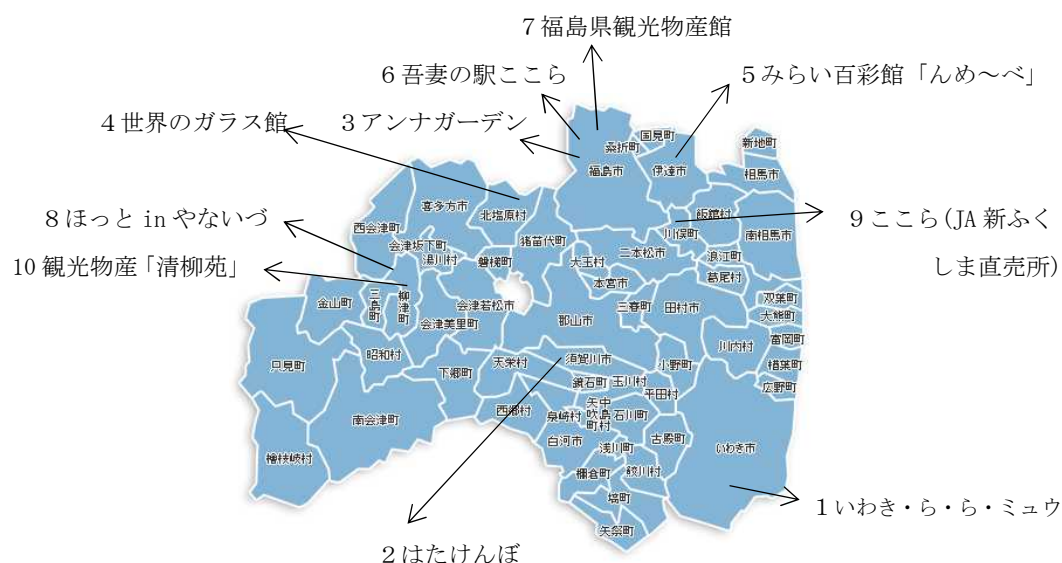 7福島県観光物産館
6吾妻の駅ここら
5みらい百彩館「んめ～べ」
4世界のガラス館
3アンナガーデン
国見町
桑折町
新地町
福島市
伊達市
相馬市
喜多方市
北塩原村
飯館村
8ほっと in やないづ
西会津町
川俣町
9ここら(JA 新ふく
しま直売所)
猪苗代町
二本松市
南相馬市
会津坂下町
湯川村
磐梯町
大玉村
浪江町
10 観光物産「清柳苑」
葛尾村
本宮市
金山町
三島町
柳津町
会津若松市
三春町
田村市
双葉町
大熊町
会津美里町
郡山市
富岡町
川内村
昭和村
天栄村
須賀川市
小野町
楢葉町
只見町
下郷町
鏡石町
玉川村
平田村
広野町
西郷村
泉崎村
矢吹町
中島村
石川町
南会津町
白河市
古殿町
いわき市
浅川町
檜枝岐村
棚倉町
鮫川村
塙町
1いわき・ら・ら・ミュウ
矢祭町
2はたけんぼ